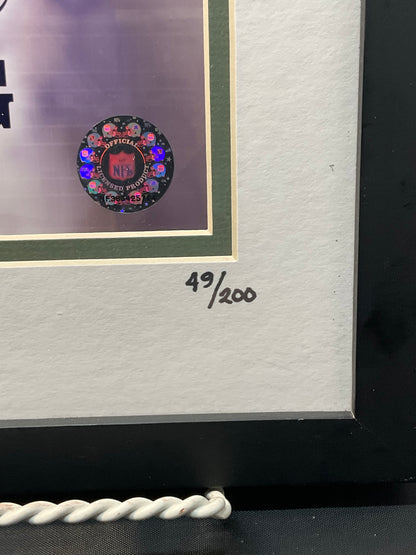 OFFICIAL
NFL
LICENSED PRODUCT
49/200